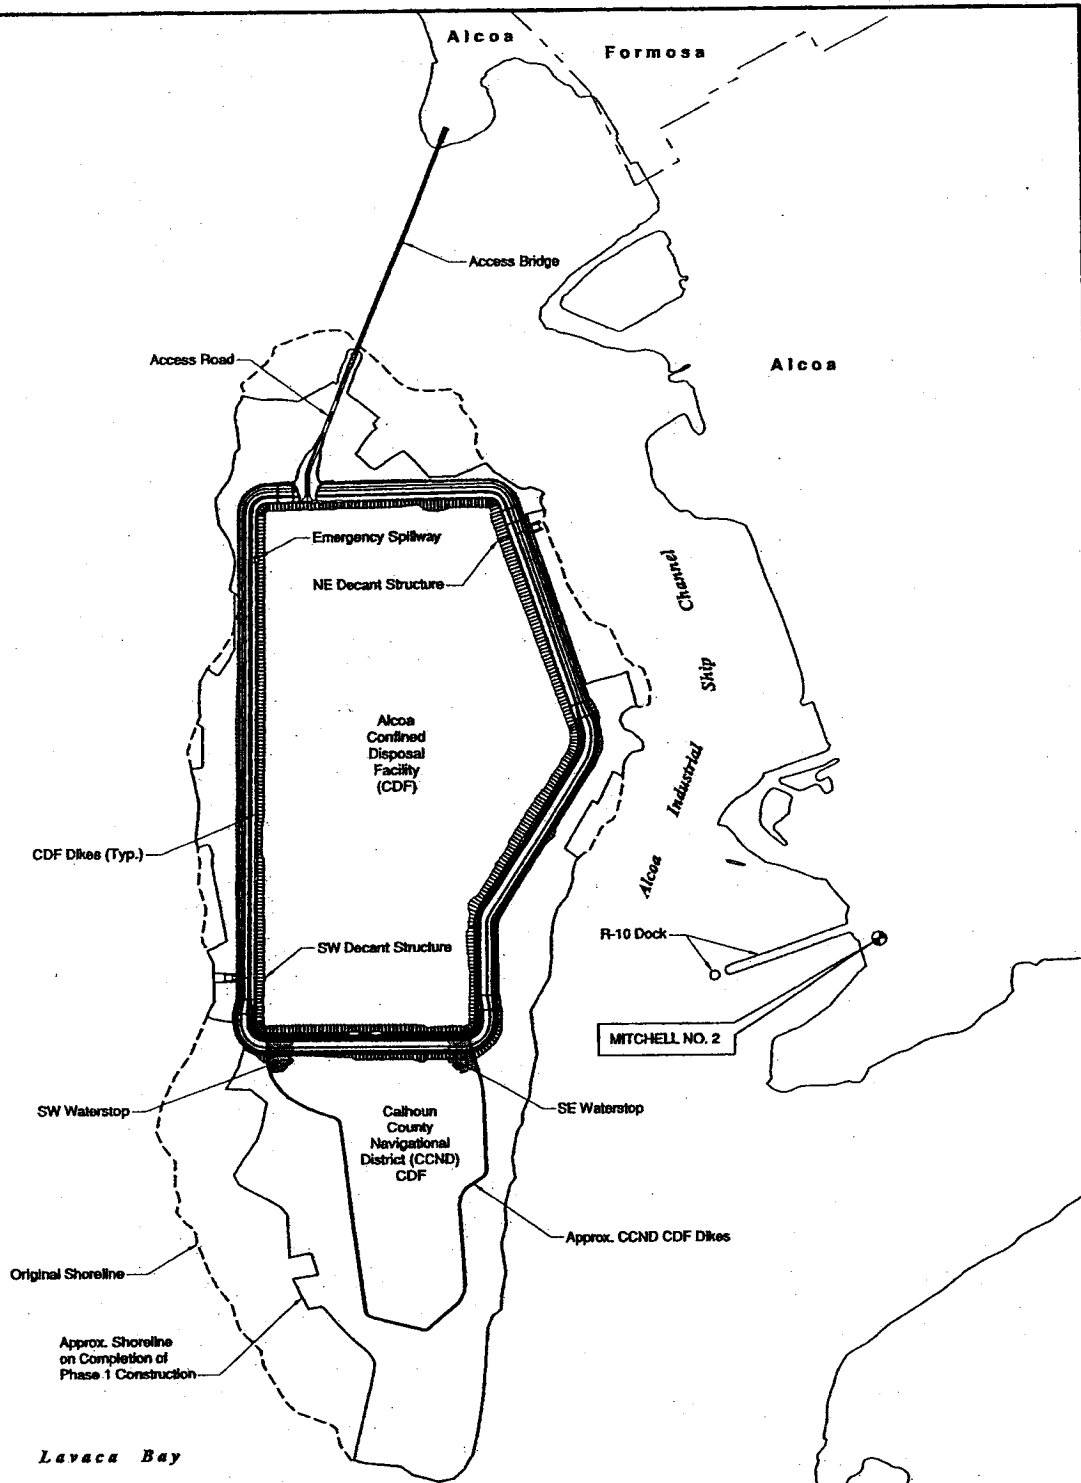 Alcoa
Formosa
Access Bridge
Access Road
Alcoa
Emergency Spillway
NE Decant Structure
Channel
Ship
Industrial
Alcoa
Alcoa
Confined
Disposal
Facility
(CDF)
CDF Dikes (Typ.)
SW Decant Structure
R-10 Dock
MITCHELL NO. 2
SW Waterstop
SE Waterstop
Calhoun
County
Navigational
District (CCND)
CDF
Approx. CCND CDF Dikes
Original Shoreline
Approx. Shoreline
on Completion of
Phase 1 Construction
Lavaca Bay